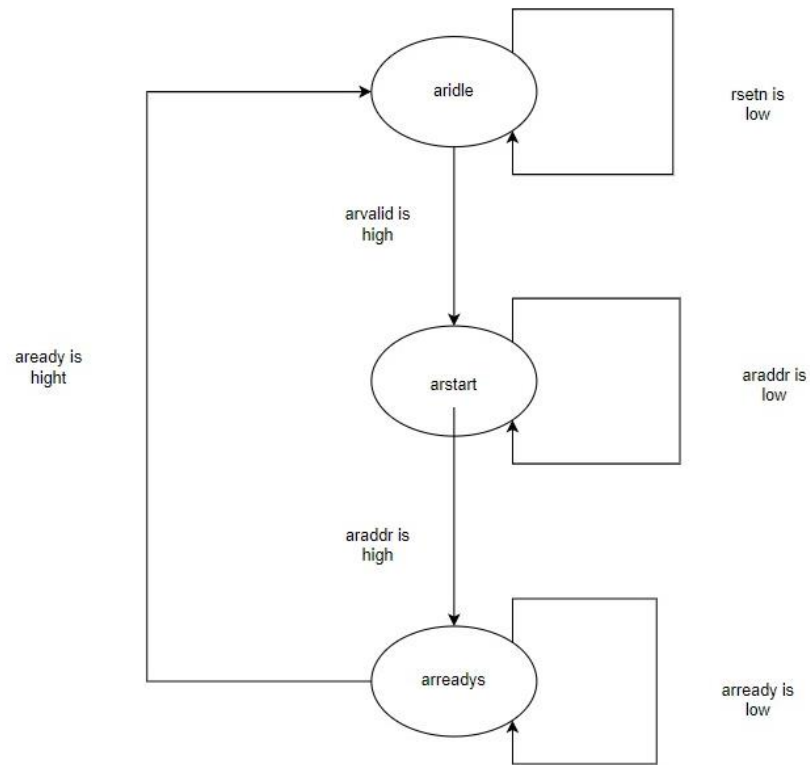 aridle
rsetn is
low
arvalid is
high
aready is
hight
arstart
araddr is
low
araddr is
high
arreadys
arready is
low